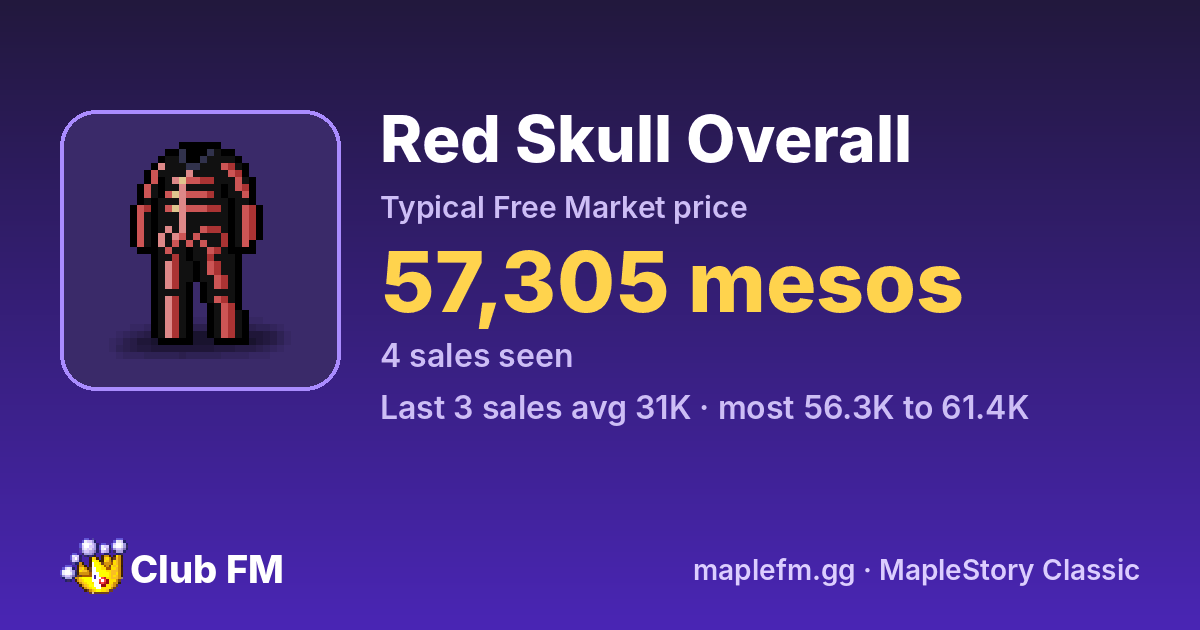 Red Skull Overall
Typical Free Market price
57,305 mesos
4 sales seen
Last 3 sales avg 31K · most 56.3K to 61.4K
Club FM
maplefm.gg · MapleStory Classic